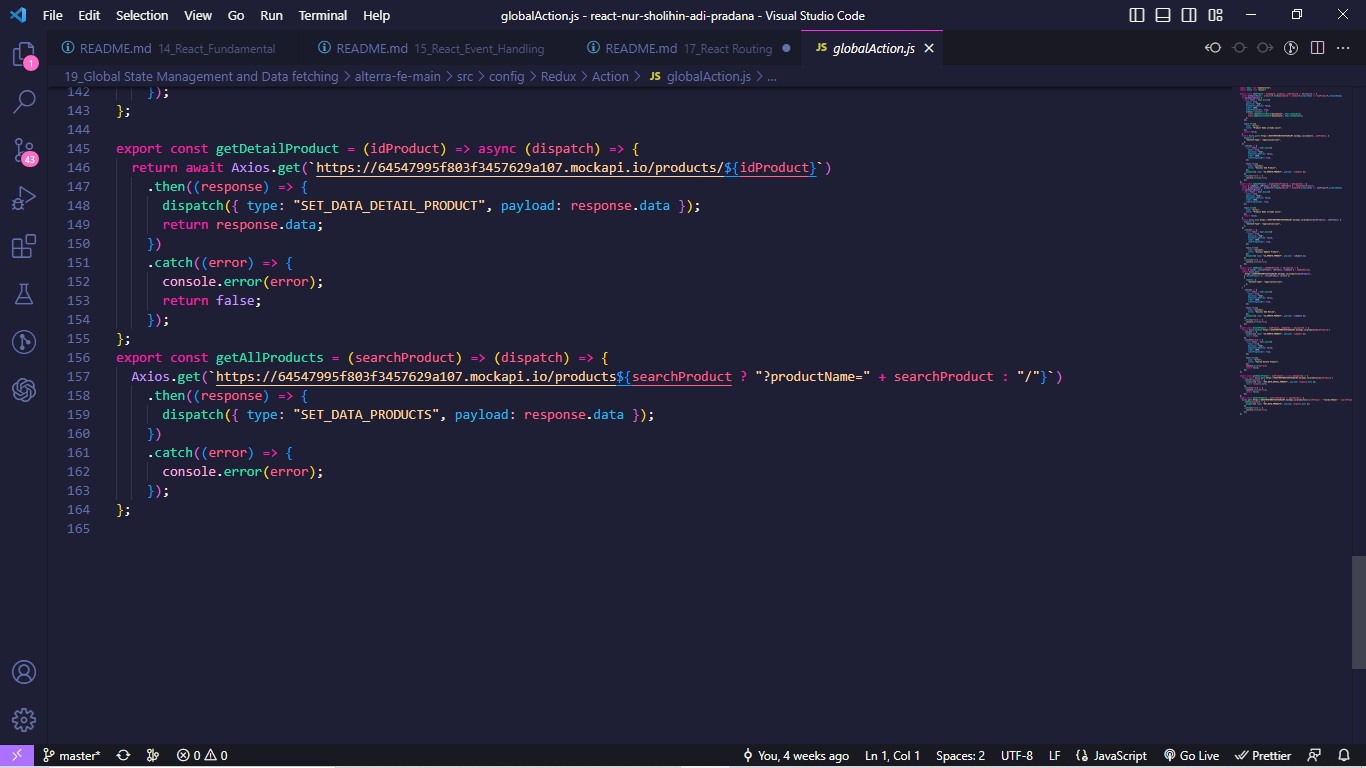 File Edit Selection View Go Run Terminal Help globalAction.js - react-nur-sholihin-adi-pradana - Visual Studio Code
README.md 14_React_Fundamental README.md 15_React_Event_Handling README.md 17_React Routing JS globalAction.js
19_Global State Management and Data fetching > alterra-fe-main > src > config > Redux > Action > JS globalAction.js > ...
1
43
142 });
143 };
144
145 export const getDetailProduct = (idProduct) => async (dispatch) => {
146 return await Axios.get(`https://64547995f803f3457629a107.mockapi.io/products/${idProduct}`)
147 .then((response) => {
148 dispatch({ type: "SET_DATA_DETAIL_PRODUCT", payload: response.data });
149 return response.data;
150 })
151 .catch((error) => {
152 console.error(error);
153 return false;
154 });
155 };
156 export const getAllProducts = (searchProduct) => (dispatch) => {
157 Axios.get(`https://64547995f803f3457629a107.mockapi.io/products${searchProduct ? "?productName=" + searchProduct : "/"}`)
158 .then((response) => {
159 dispatch({ type: "SET_DATA_PRODUCTS", payload: response.data });
160 })
161 .catch((error) => {
162 console.error(error);
163 });
164 };
165
master* 0 0 You, 4 weeks ago Ln 1, Col 1 Spaces: 2 UTF-8 LF JavaScript Go Live Prettier